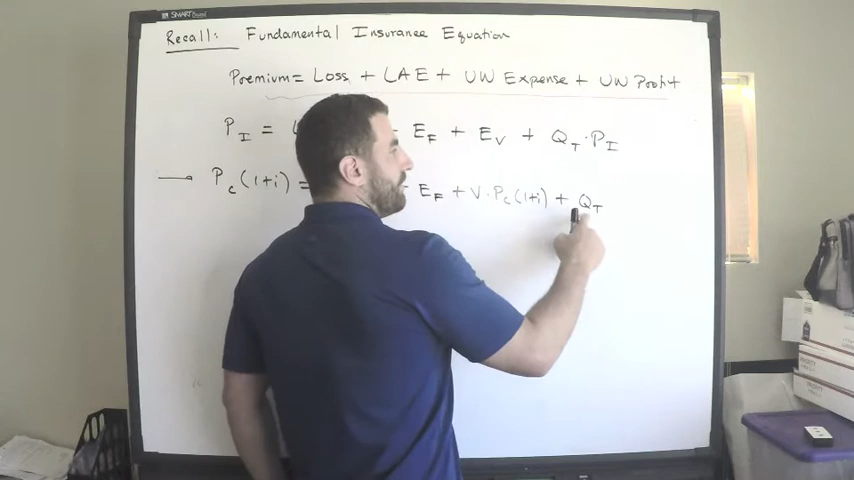 SMART Board
Recall: Fundamental Insurance Equation
Premium = Loss + LAE + UW Expense + UW Profit
P_I = E_F + E_V + Q_T · P_I
→ P_C (1+i) = E_F + V · P_C (1+i) + Q_T